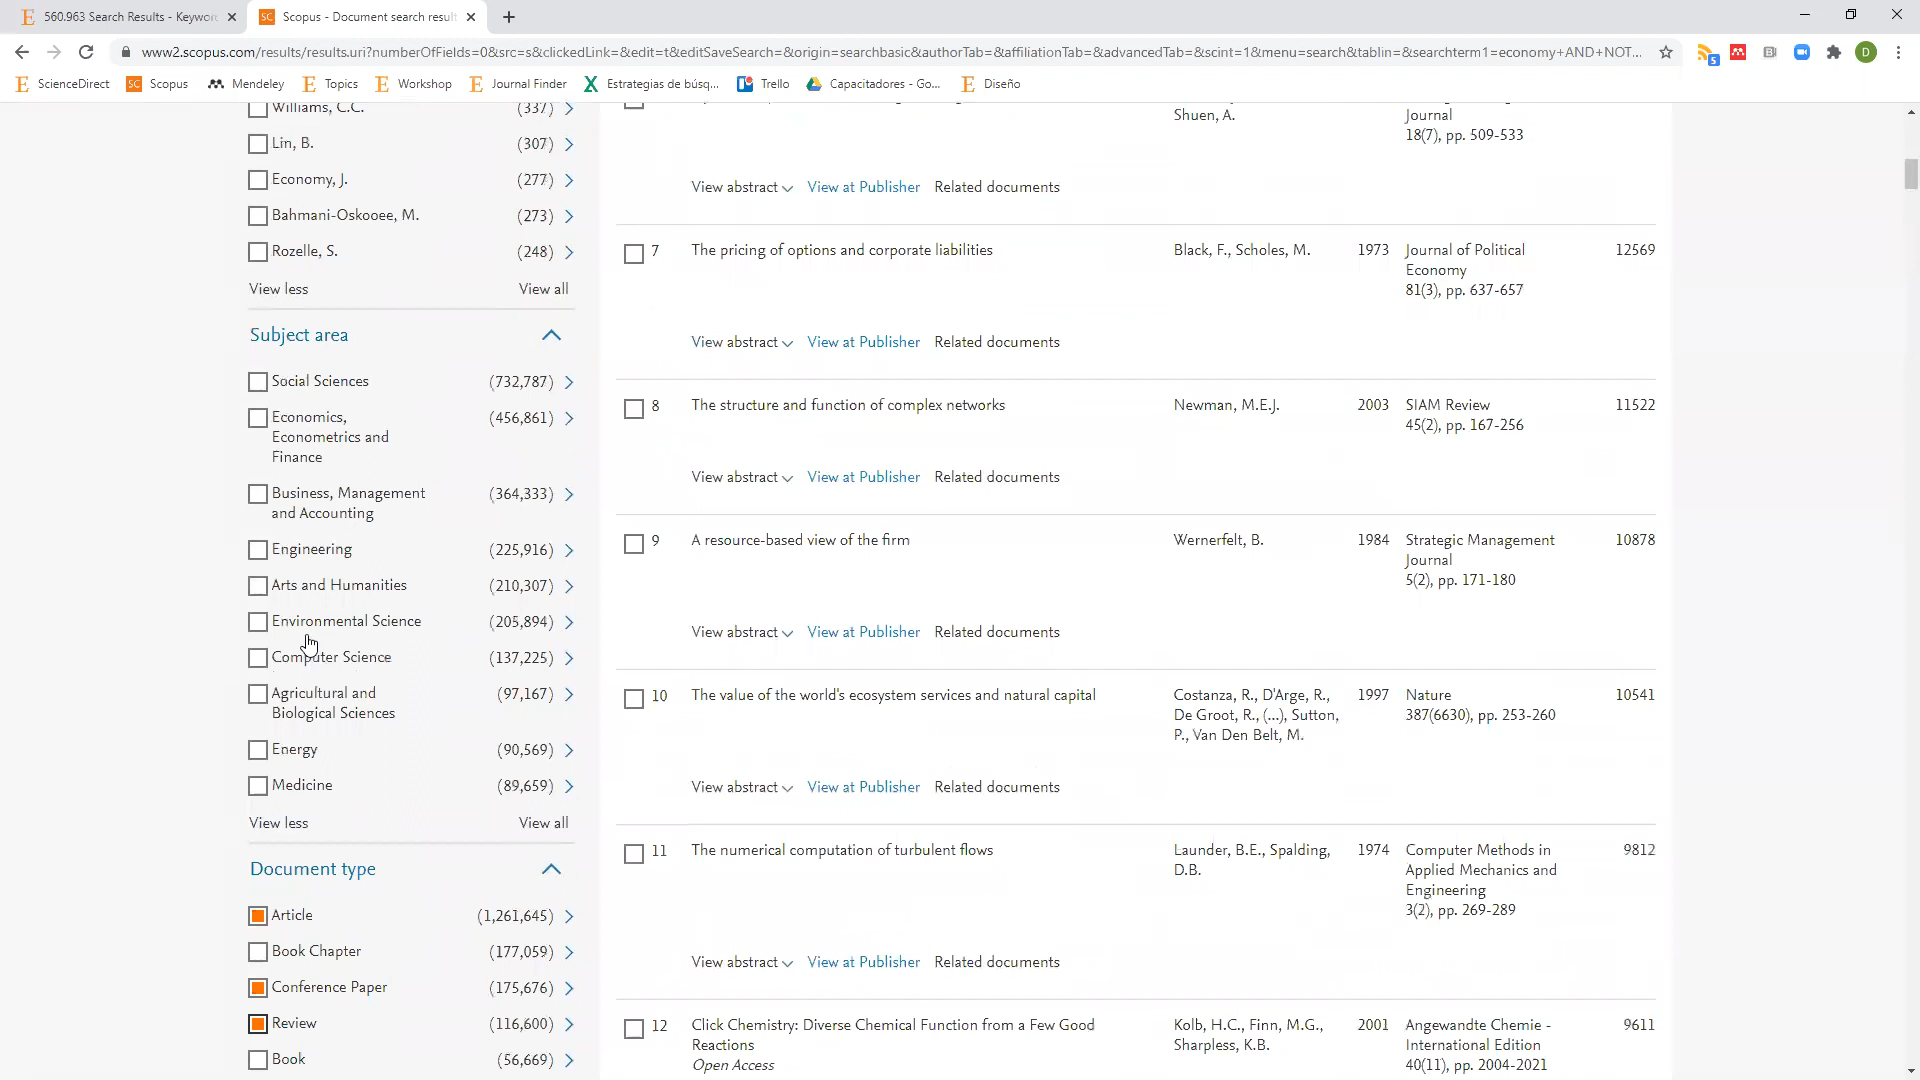 560.963 Search Results - Keywor
Scopus - Document search result
www2.scopus.com/results/results.uri?numberOfFields=0&src=s&clickedLink=&edit=t&editSaveSearch=&origin=searchbasic&authorTab=&affiliationTab=&advancedTab=&scint=1&menu=search&tablin=&searchterm1=economy+AND+NOT...
5
D
ScienceDirect
SC Scopus
Mendeley
Topics
Workshop
Journal Finder
Estrategias de búsq...
Trello
Capacitadores - Go...
Diseño
Williams, C.C. (337)
Lin, B. (307)
Economy, J. (277)
Bahmani-Oskooee, M. (273)
Rozelle, S. (248)
View less View all
Subject area
Social Sciences (732,787)
Economics, (456,861)
Econometrics and
Finance
Business, Management (364,333)
and Accounting
Engineering (225,916)
Arts and Humanities (210,307)
Environmental Science (205,894)
Computer Science (137,225)
Agricultural and (97,167)
Biological Sciences
Energy (90,569)
Medicine (89,659)
View less View all
Document type
Article (1,261,645)
Book Chapter (177,059)
Conference Paper (175,676)
Review (116,600)
Book (56,669)
Shuen, A. Journal
18(7), pp. 509-533
View abstract View at Publisher Related documents
7 The pricing of options and corporate liabilities Black, F., Scholes, M. 1973 Journal of Political 12569
Economy
81(3), pp. 637-657
View abstract View at Publisher Related documents
8 The structure and function of complex networks Newman, M.E.J. 2003 SIAM Review 11522
45(2), pp. 167-256
View abstract View at Publisher Related documents
9 A resource-based view of the firm Wernerfelt, B. 1984 Strategic Management 10878
Journal
5(2), pp. 171-180
View abstract View at Publisher Related documents
10 The value of the world's ecosystem services and natural capital Costanza, R., D'Arge, R., 1997 Nature 10541
De Groot, R., (...), Sutton, 387(6630), pp. 253-260
P., Van Den Belt, M.
View abstract View at Publisher Related documents
11 The numerical computation of turbulent flows Launder, B.E., Spalding, 1974 Computer Methods in 9812
D.B. Applied Mechanics and
Engineering
3(2), pp. 269-289
View abstract View at Publisher Related documents
12 Click Chemistry: Diverse Chemical Function from a Few Good Kolb, H.C., Finn, M.G., 2001 Angewandte Chemie - 9611
Reactions Sharpless, K.B. International Edition
Open Access 40(11), pp. 2004-2021